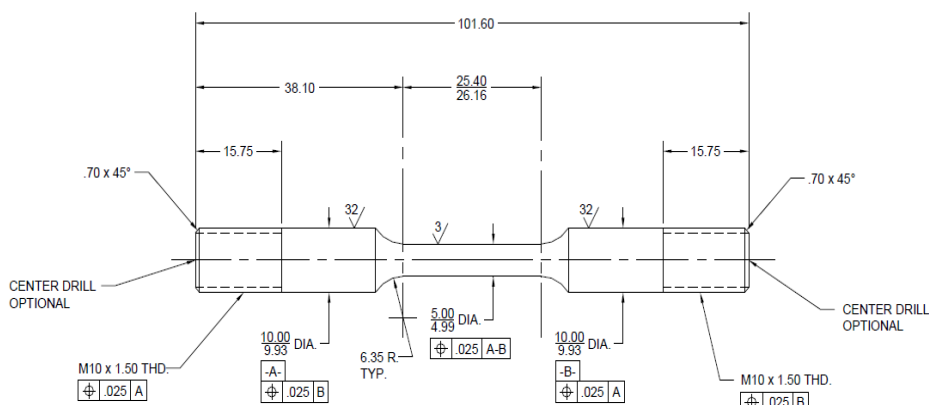 101.60
38.10
25.40
26.16
15.75
15.75
.70 x 45°
.70 x 45°
32
3
32
CENTER DRILL
OPTIONAL
CENTER DRILL
OPTIONAL
10.00
9.93 DIA.
-A-
⌖ .025 B
6.35 R.
TYP.
5.00
4.99 DIA.
⌖ .025 A-B
10.00
9.93 DIA.
-B-
⌖ .025 A
M10 x 1.50 THD.
⌖ .025 A
M10 x 1.50 THD.
⌖ .025 B